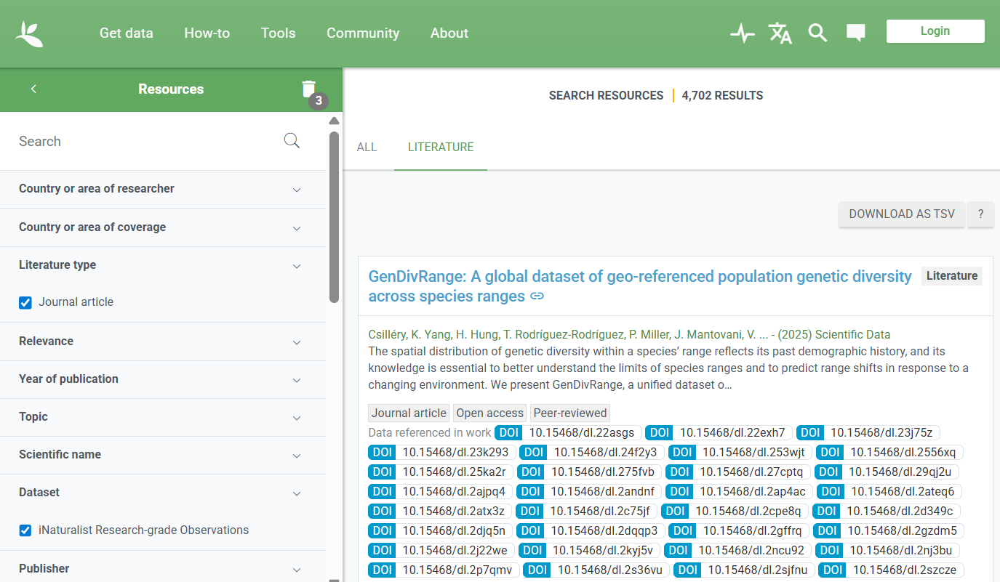 Get data How-to Tools Community About Login
Resources 3
Search
Country or area of researcher
Country or area of coverage
Literature type
Journal article
Relevance
Year of publication
Topic
Scientific name
Dataset
iNaturalist Research-grade Observations
Publisher
SEARCH RESOURCES 4,702 RESULTS
ALL LITERATURE
DOWNLOAD AS TSV ?
GenDivRange: A global dataset of geo-referenced population genetic diversity
across species ranges
Literature
Csilléry, K. Yang, H. Hung, T. Rodríguez-Rodríguez, P. Miller, J. Mantovani, V. ... - (2025) Scientific Data
The spatial distribution of genetic diversity within a species’ range reflects its past demographic history, and its
knowledge is essential to better understand the limits of species ranges and to predict range shifts in response to a
changing environment. We present GenDivRange, a unified dataset o…
Journal article Open access Peer-reviewed
Data referenced in work DOI 10.15468/dl.22asgs DOI 10.15468/dl.22exh7 DOI 10.15468/dl.23j75z
DOI 10.15468/dl.23k293 DOI 10.15468/dl.24f2y3 DOI 10.15468/dl.253wjt DOI 10.15468/dl.2556xq
DOI 10.15468/dl.25ka2r DOI 10.15468/dl.275fvb DOI 10.15468/dl.27cptq DOI 10.15468/dl.29qj2u
DOI 10.15468/dl.2ajpq4 DOI 10.15468/dl.2andnf DOI 10.15468/dl.2ap4ac DOI 10.15468/dl.2ateq6
DOI 10.15468/dl.2atx3z DOI 10.15468/dl.2c75jf DOI 10.15468/dl.2cpe8q DOI 10.15468/dl.2d349c
DOI 10.15468/dl.2djq5n DOI 10.15468/dl.2dqqp3 DOI 10.15468/dl.2gffrq DOI 10.15468/dl.2gzdm5
DOI 10.15468/dl.2j22we DOI 10.15468/dl.2kyj5v DOI 10.15468/dl.2ncu92 DOI 10.15468/dl.2nj3bu
DOI 10.15468/dl.2p7qmv DOI 10.15468/dl.2s36vu DOI 10.15468/dl.2sjfnu DOI 10.15468/dl.2szcze